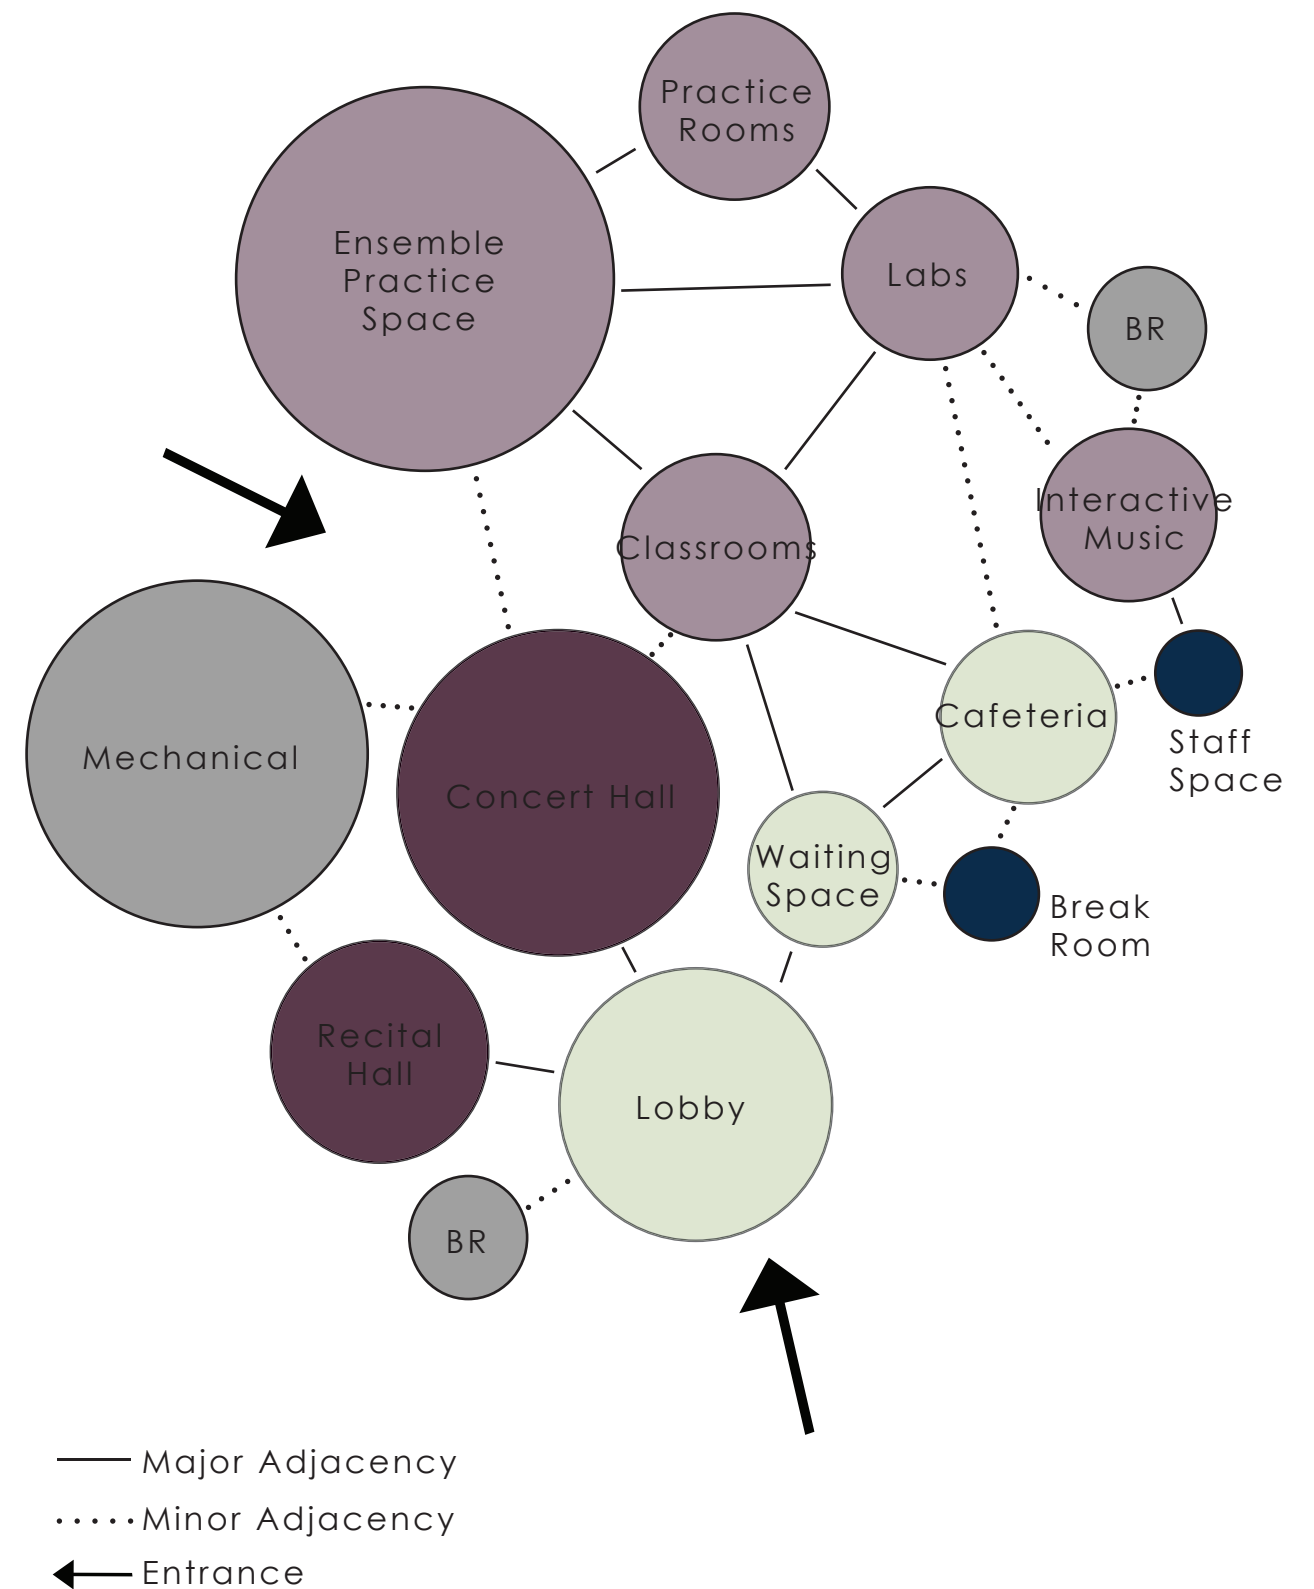 Practice
Rooms
Ensemble
Practice
Space
Labs
BR
Interactive
Music
Classrooms
Mechanical
Concert Hall
Cafeteria
Staff
Space
Waiting
Space
Break
Room
Recital
Hall
Lobby
BR
Major Adjacency
Minor Adjacency
Entrance